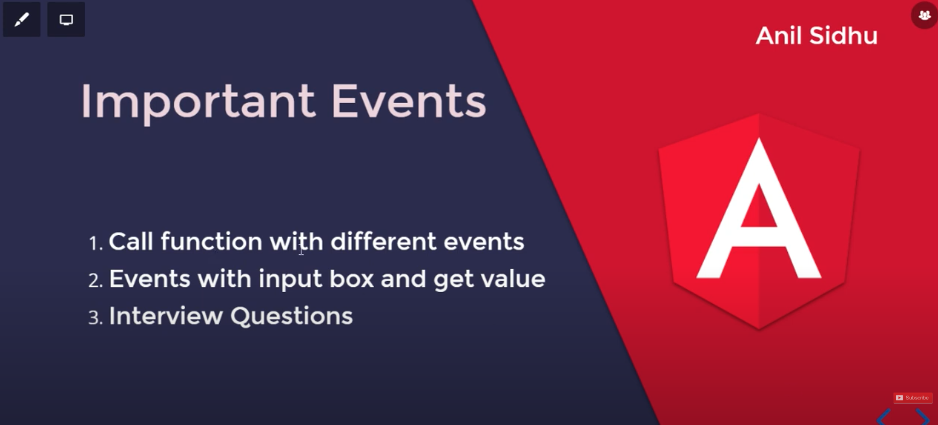 Anil Sidhu
Important Events
1. Call function with different events
2. Events with input box and get value
3. Interview Questions
Subscribe